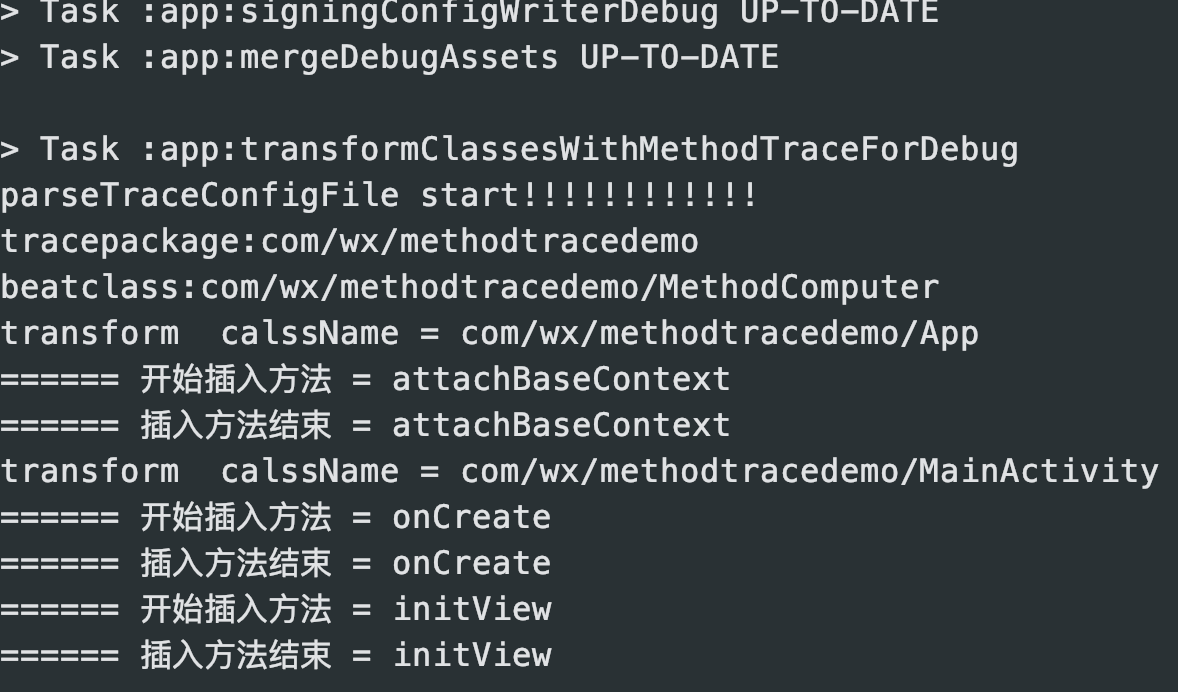 > Task :app:signingConfigWriterDebug UP-TO-DATE
> Task :app:mergeDebugAssets UP-TO-DATE
> Task :app:transformClassesWithMethodTraceForDebug
parseTraceConfigFile start!!!!!!!!!!!!
tracepackage:com/wx/methodtracedemo
beatclass:com/wx/methodtracedemo/MethodComputer
transform  calssName = com/wx/methodtracedemo/App
====== 开始插入方法 = attachBaseContext
====== 插入方法结束 = attachBaseContext
transform  calssName = com/wx/methodtracedemo/MainActivity
====== 开始插入方法 = onCreate
====== 插入方法结束 = onCreate
====== 开始插入方法 = initView
====== 插入方法结束 = initView